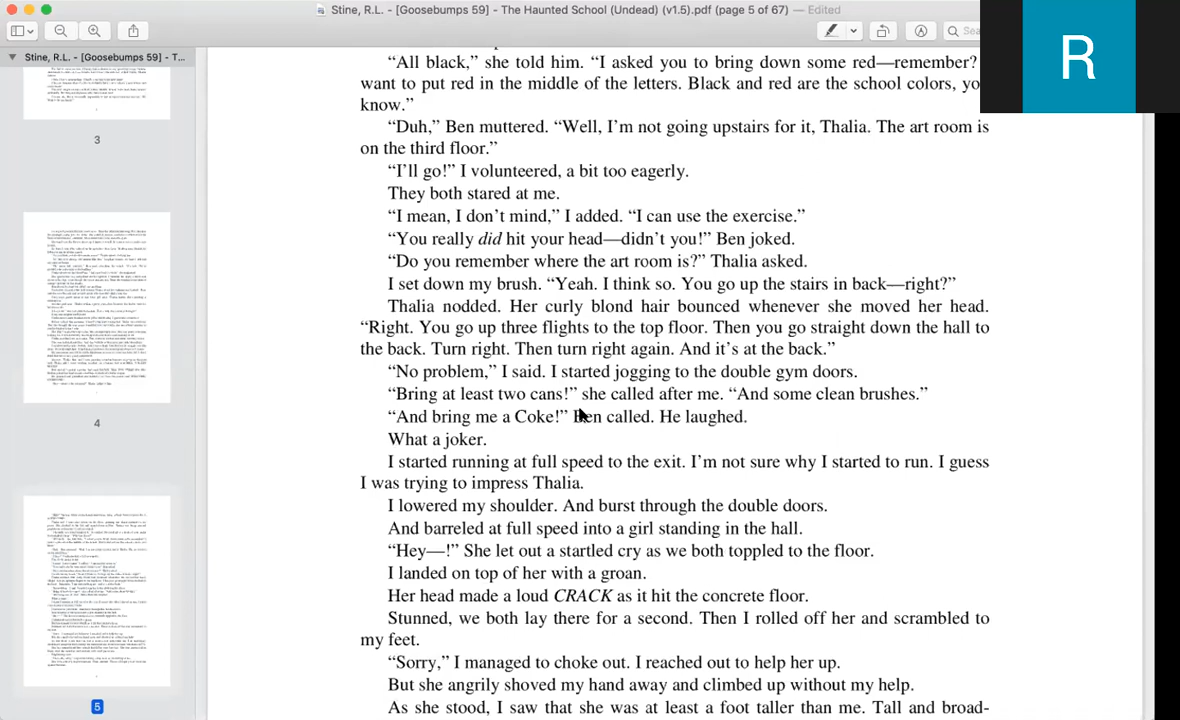 Stine, R.L. - [Goosebumps 59] - The Haunted School (Undead) (v1.5).pdf (page 5 of 67) — Edited
Stine, R.L. - [Goosebumps 59] - T...
R
3
4
5
“All black,” she told him. “I asked you to bring down some red—remember?
want to put red in the middle of the letters. Black and red are the school colors, yo
know.”
“Duh,” Ben muttered. “Well, I’m not going upstairs for it, Thalia. The art room is
on the third floor.”
“I’ll go!” I volunteered, a bit too eagerly.
They both stared at me.
“I mean, I don’t mind,” I added. “I can use the exercise.”
“You really did hit your head—didn’t you!” Ben joked.
“Do you remember where the art room is?” Thalia asked.
I set down my brush. “Yeah. I think so. You go up the stairs in back—right?”
Thalia nodded. Her curly blond hair bounced whenever she moved her head.
“Right. You go up three flights to the top floor. Then you go straight down the hall to
the back. Turn right. Then turn right again. And it’s at the back.”
“No problem,” I said. I started jogging to the double gym doors.
“Bring at least two cans!” she called after me. “And some clean brushes.”
“And bring me a Coke!” Ben called. He laughed.
What a joker.
I started running at full speed to the exit. I’m not sure why I started to run. I guess
I was trying to impress Thalia.
I lowered my shoulder. And burst through the double doors.
And barreled at full speed into a girl standing in the hall.
“Hey—!” She let out a startled cry as we both toppled to the floor.
I landed on top of her with a groan.
Her head made a loud CRACK as it hit the concrete floor.
Stunned, we both lay there for a second. Then I rolled off her and scrambled to
my feet.
“Sorry,” I managed to choke out. I reached out to help her up.
But she angrily shoved my hand away and climbed up without my help.
As she stood, I saw that she was at least a foot taller than me. Tall and broad-